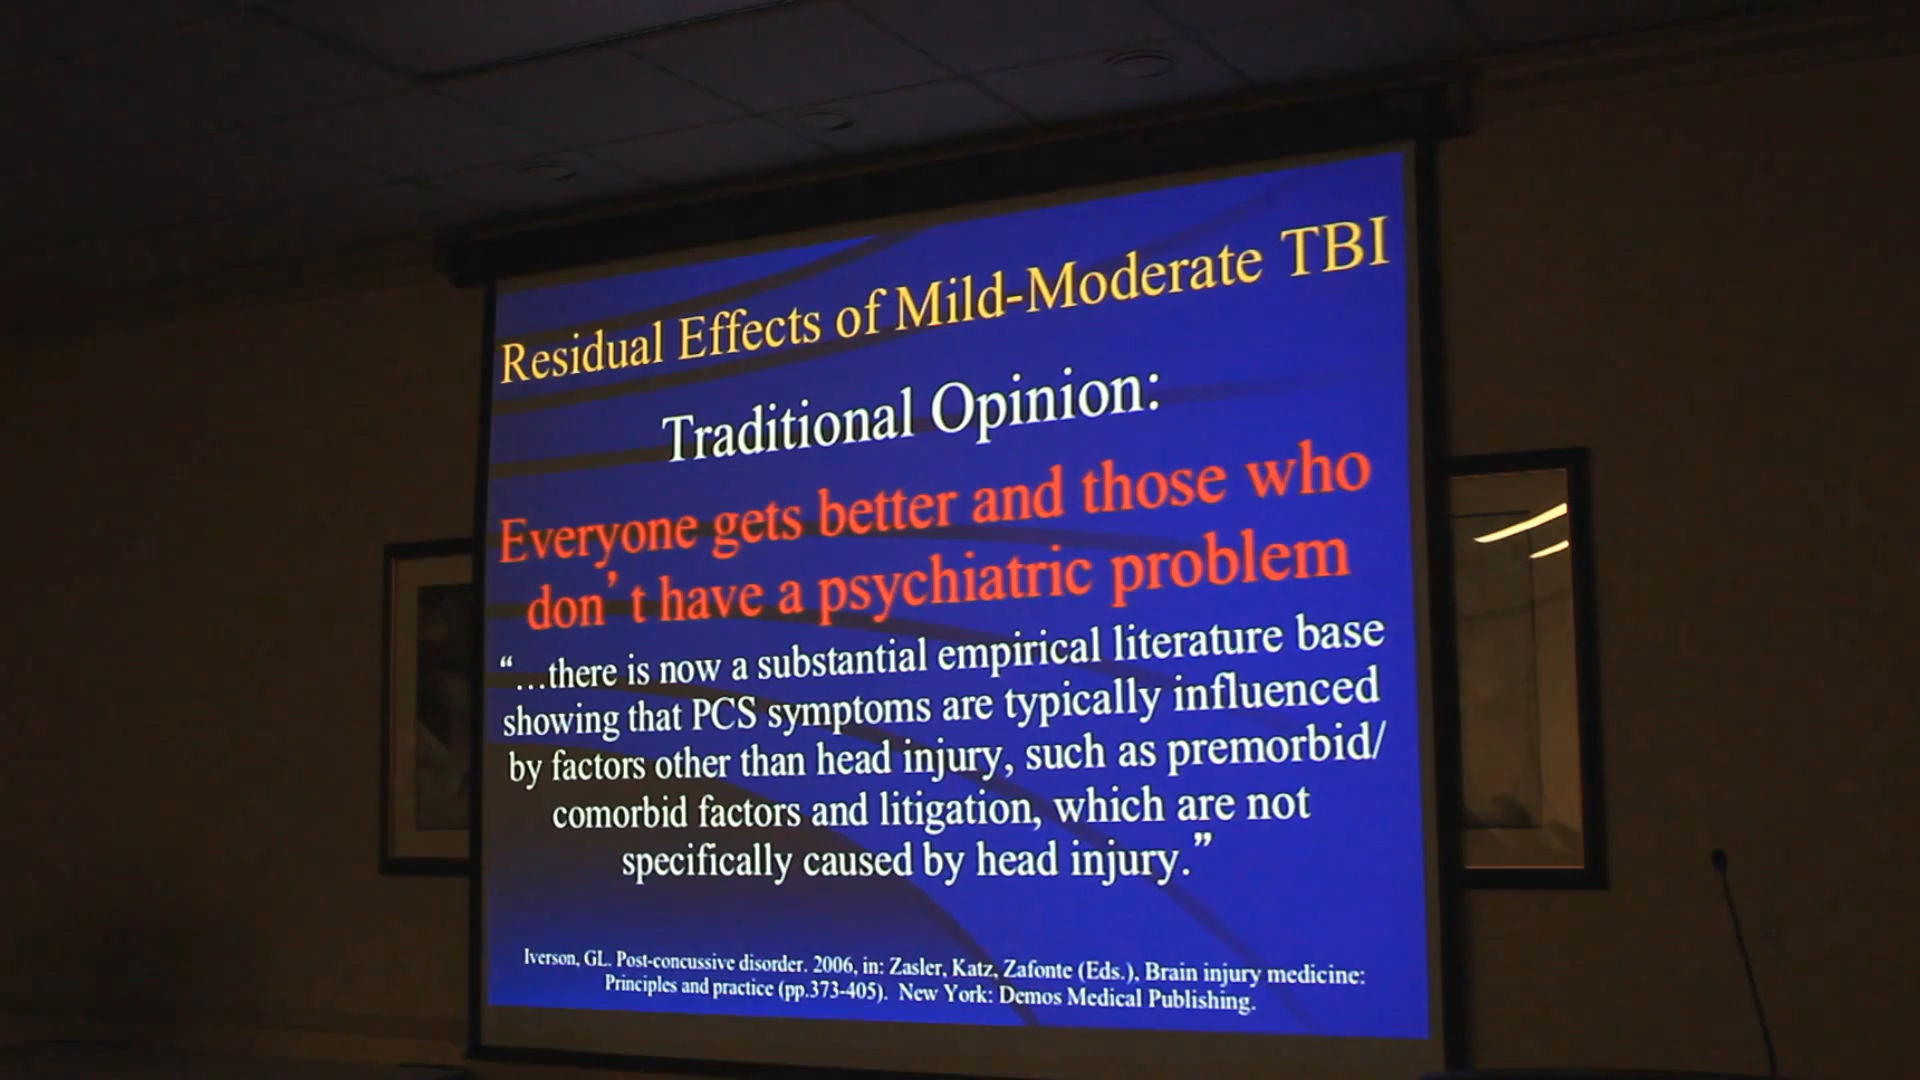 Residual Effects of Mild-Moderate TBI
Traditional Opinion:
Everyone gets better and those who
don’t have a psychiatric problem
“…there is now a substantial empirical literature base
showing that PCS symptoms are typically influenced
by factors other than head injury, such as premorbid/
comorbid factors and litigation, which are not
specifically caused by head injury.”
Iverson, GL. Post-concussive disorder. 2006, in: Zasler, Katz, Zafonte (Eds.), Brain injury medicine:
Principles and practice (pp.373-405). New York: Demos Medical Publishing.